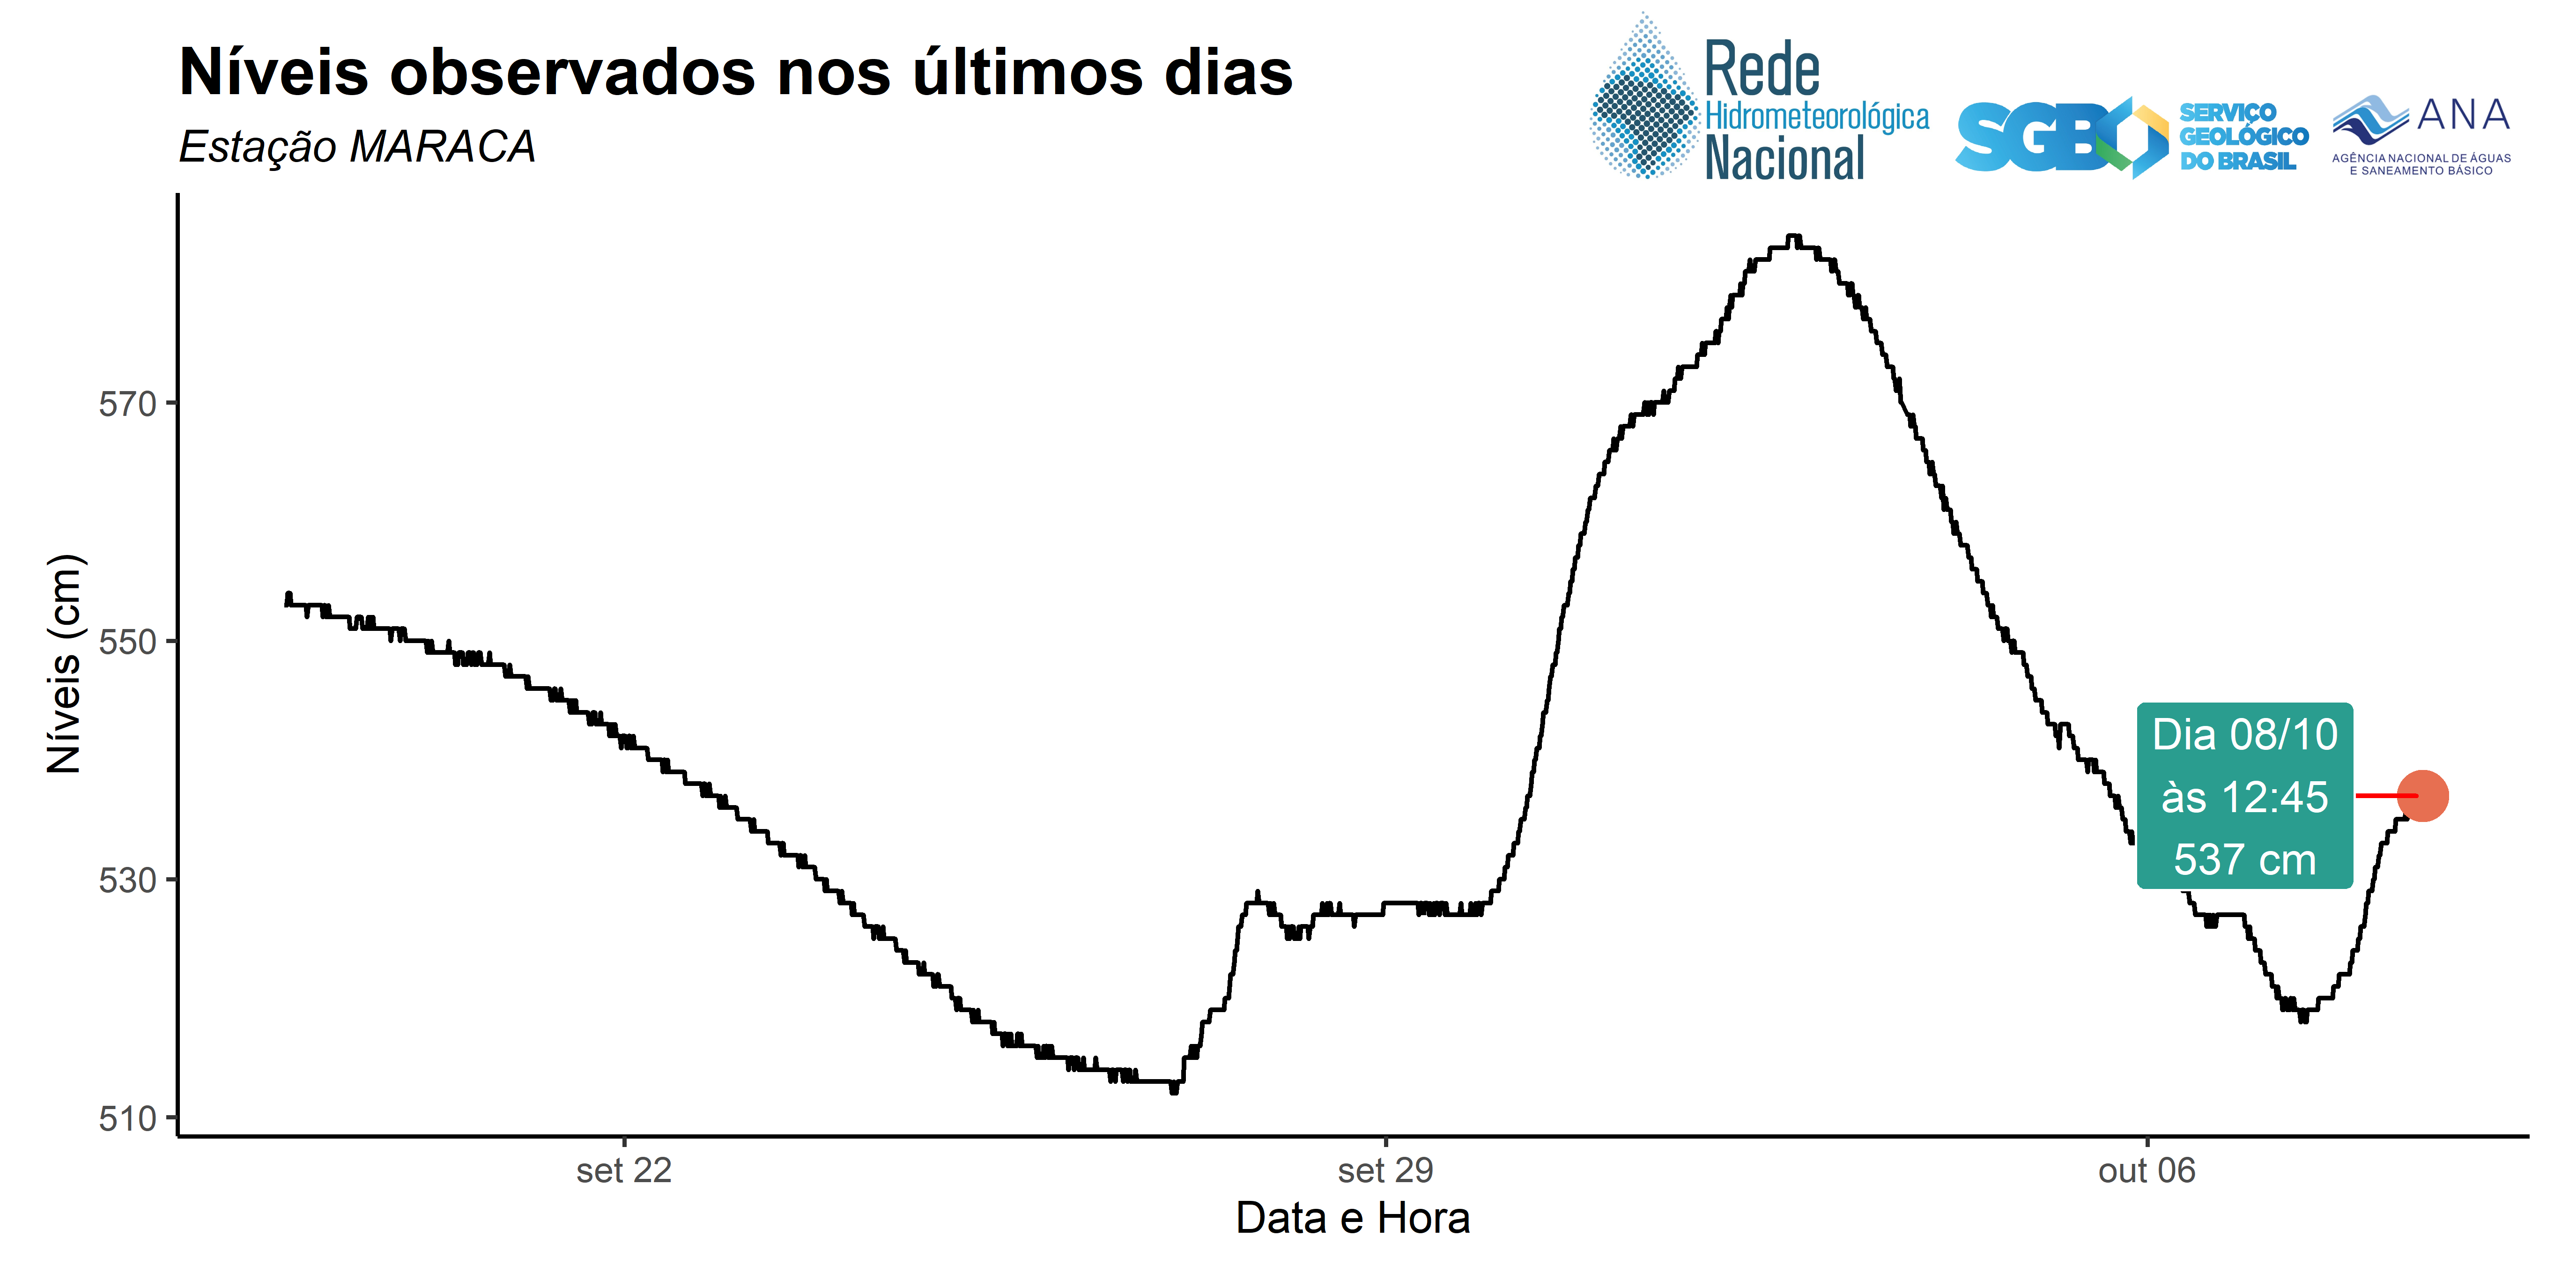 Níveis observados nos últimos dias
Estação MARACA
Rede
Hidrometeorológica
Nacional
SGB
SERVIÇO
GEOLÓGICO
DO BRASIL
ANA
AGÊNCIA NACIONAL DE ÁGUAS
E SANEAMENTO BÁSICO
Níveis (cm)
570
550
530
510
Dia 08/10
às 12:45
537 cm
set 22
set 29
out 06
Data e Hora